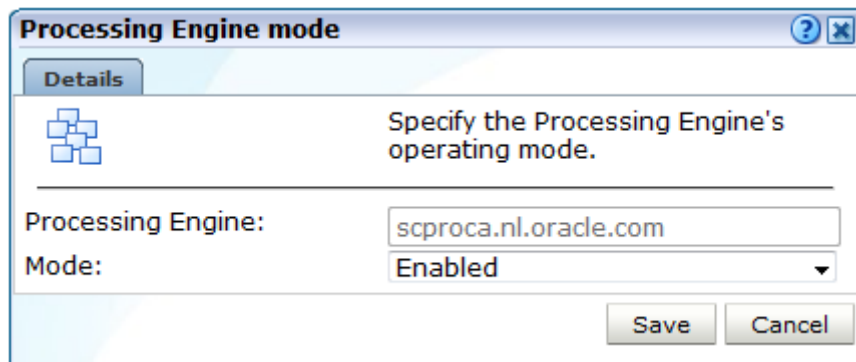 Processing Engine mode
Details
Specify the Processing Engine's
operating mode.
Processing Engine: scproca.nl.oracle.com
Mode: Enabled
Save Cancel